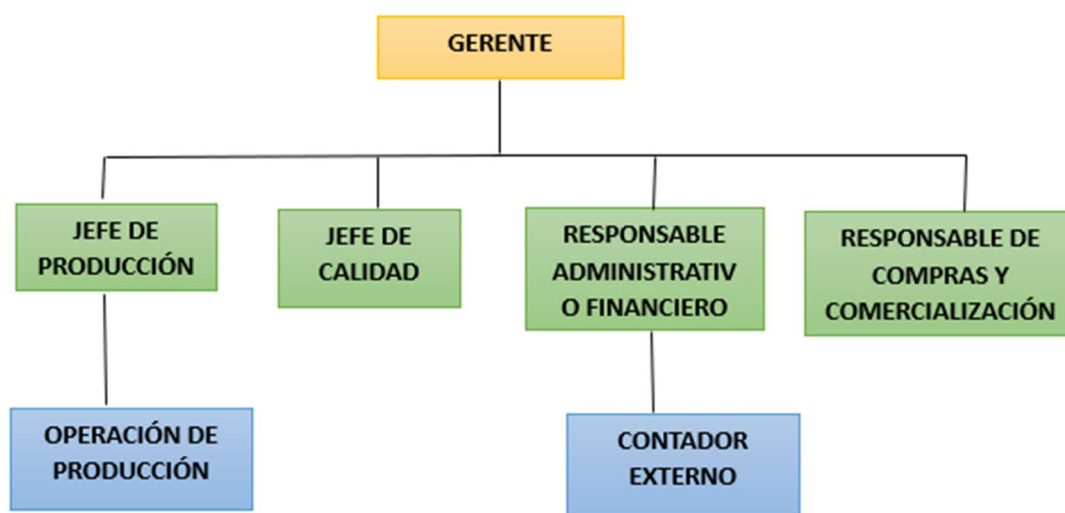 GERENTE
JEFE DE
PRODUCCIÓN
JEFE DE
CALIDAD
RESPONSABLE
ADMINISTRATIV
O FINANCIERO
RESPONSABLE DE
COMPRAS Y
COMERCIALIZACIÓN
OPERACIÓN DE
PRODUCCIÓN
CONTADOR
EXTERNO